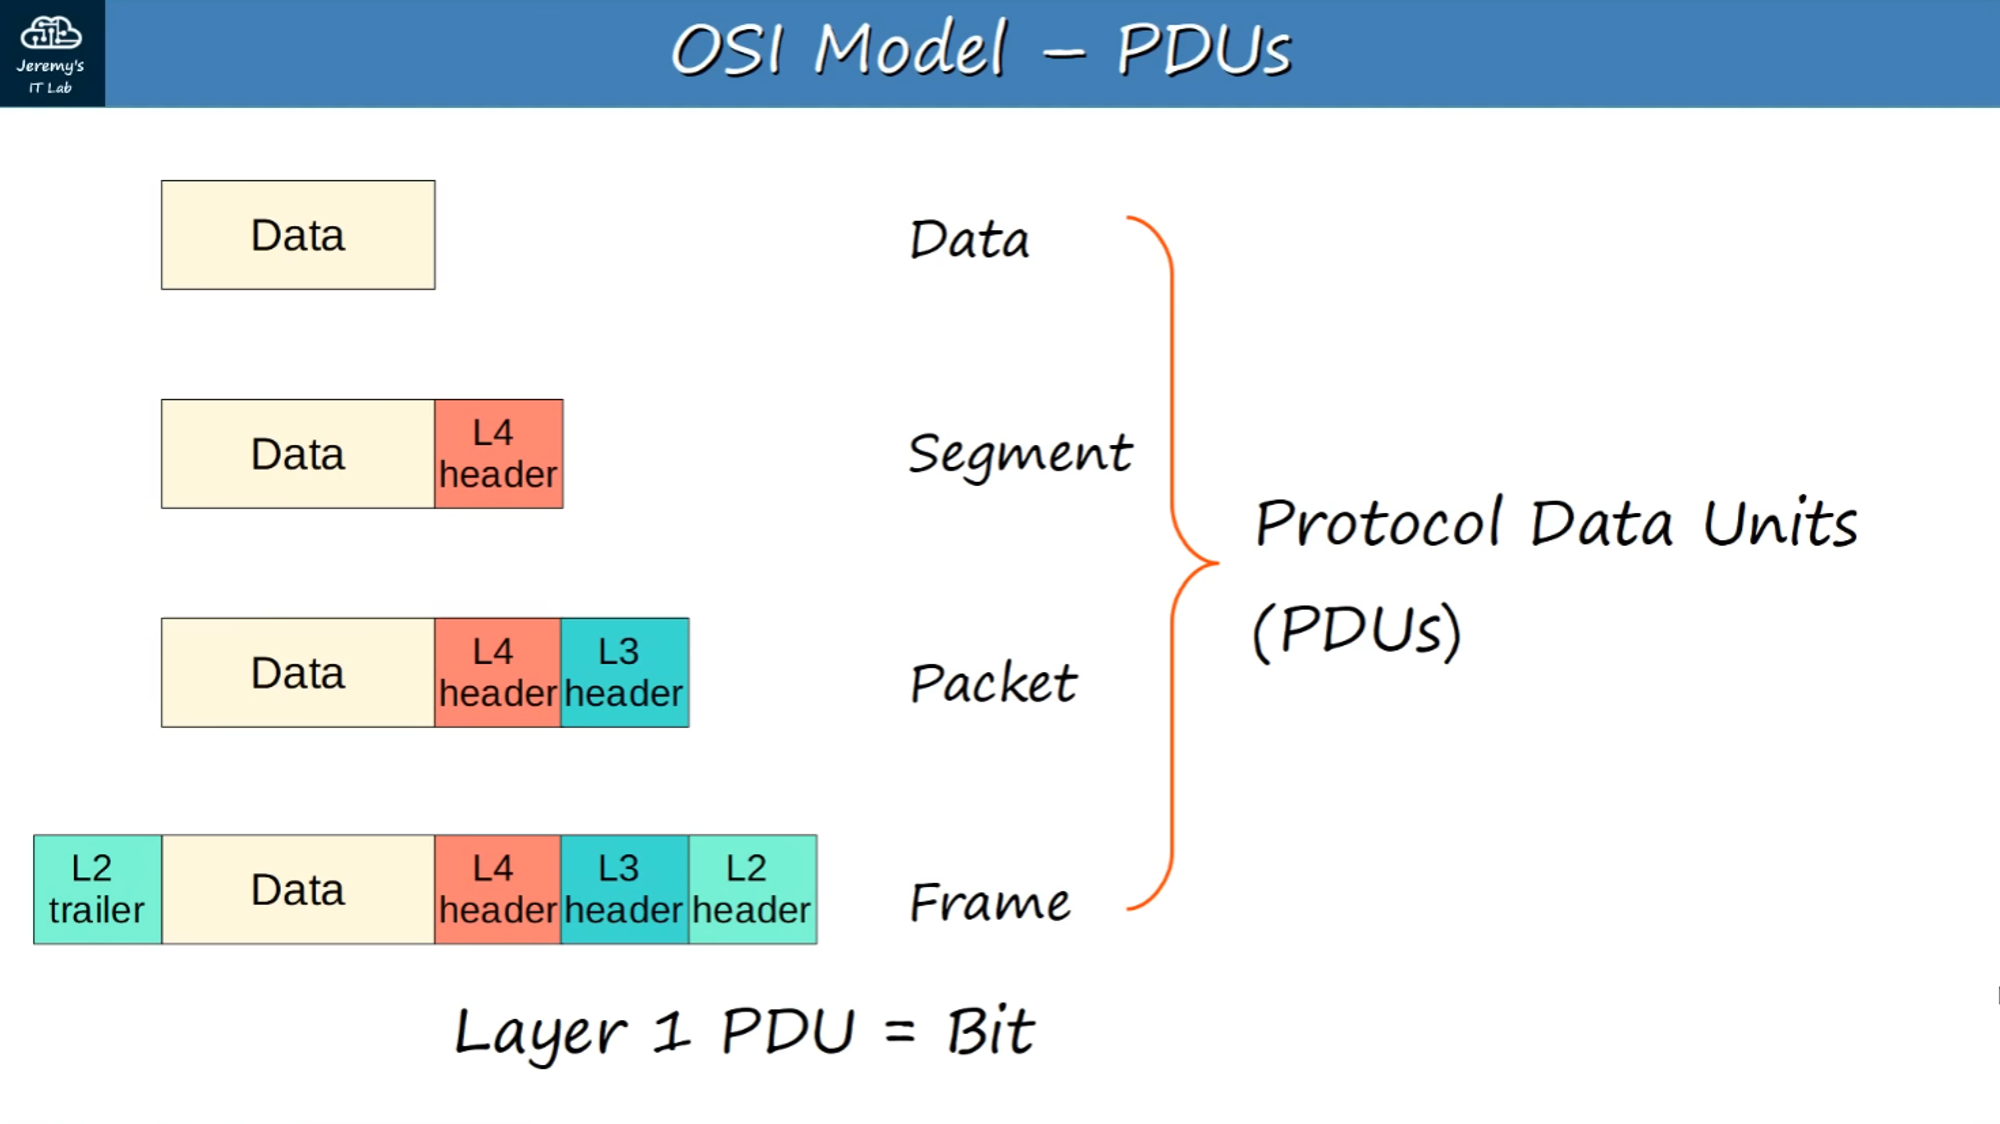 Jeremy's
IT Lab
OSI Model – PDUs
Data
Data
Data
L4
header
Segment
Data
L4
header
L3
header
Packet
L2
trailer
Data
L4
header
L3
header
L2
header
Frame
Protocol Data Units
(PDUs)
Layer 1 PDU = Bit